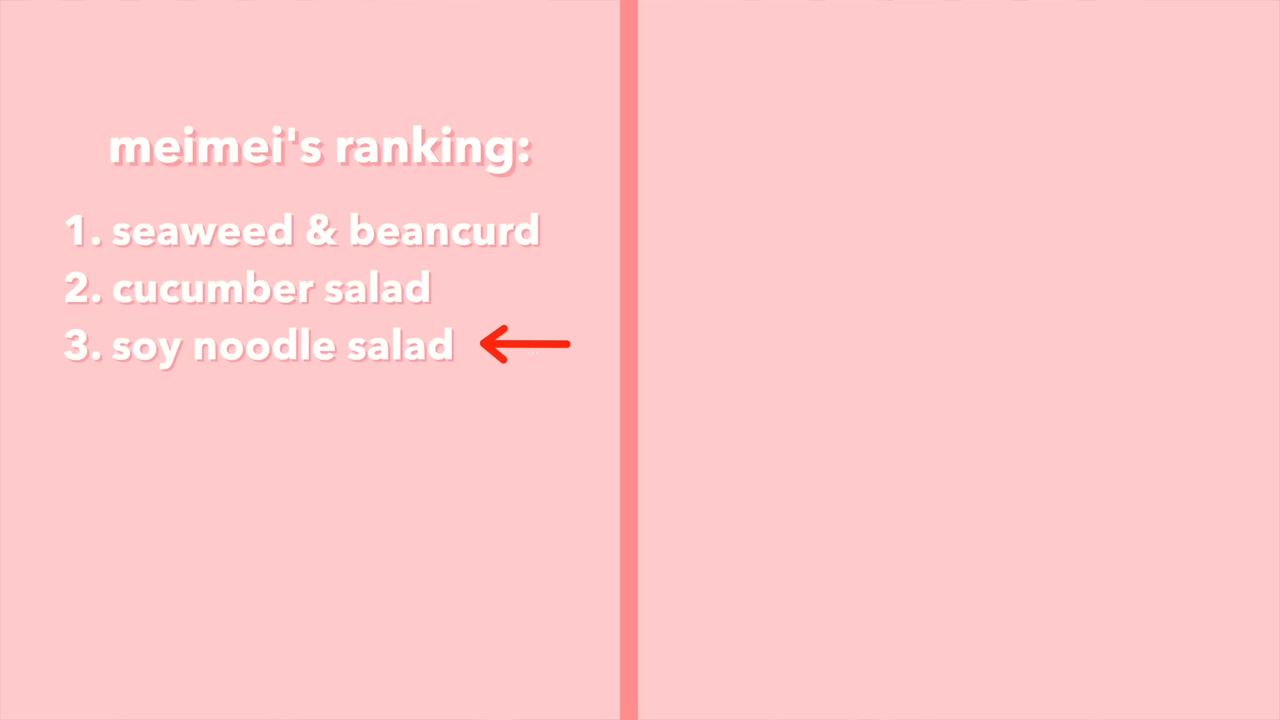 meimei's ranking:
1. seaweed & beancurd
2. cucumber salad
3. soy noodle salad